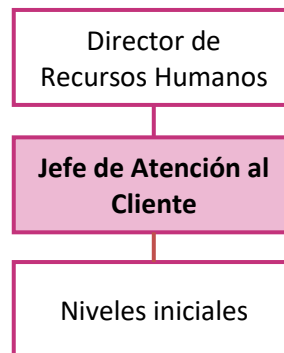 Director de
Recursos Humanos
Jefe de Atención al
Cliente
Niveles iniciales